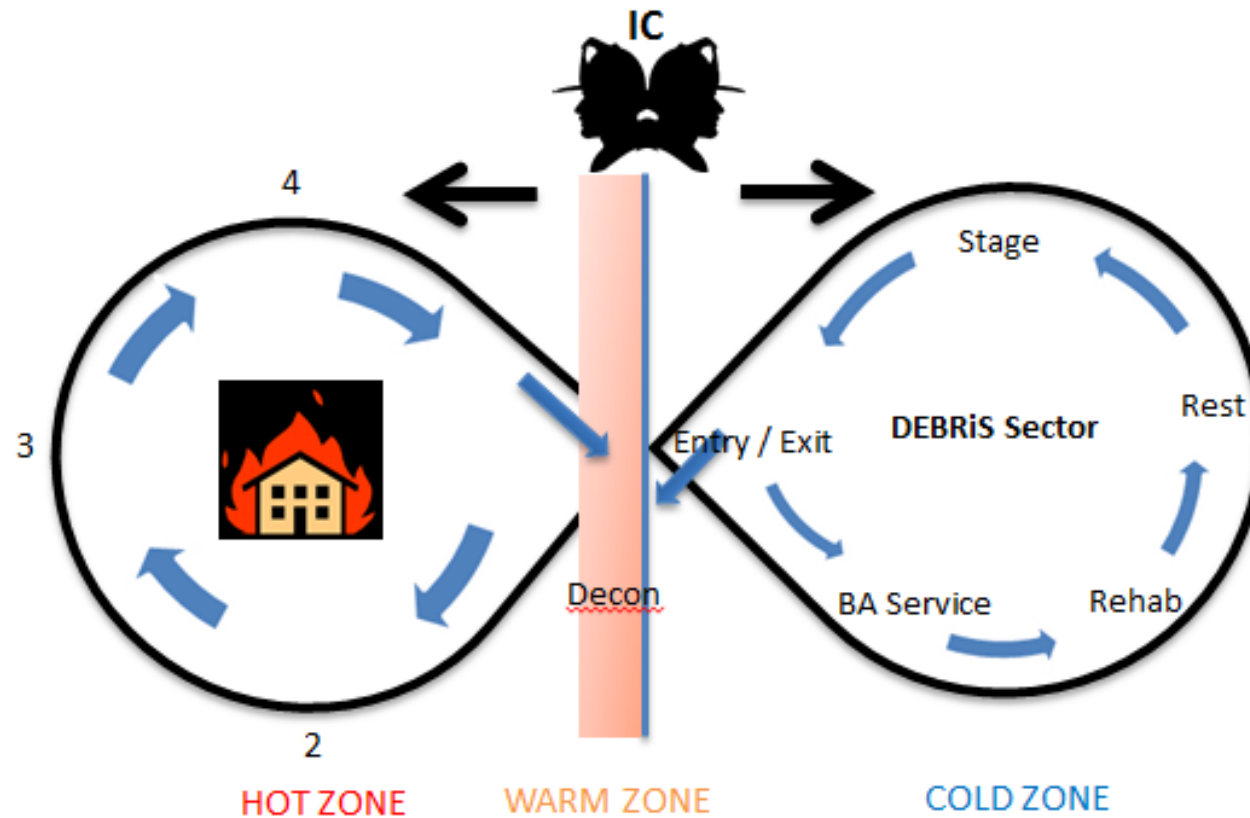 IC
4
Stage
3
Entry / Exit
DEBRiS Sector
Rest
Decon
BA Service
Rehab
2
HOT ZONE
WARM ZONE
COLD ZONE